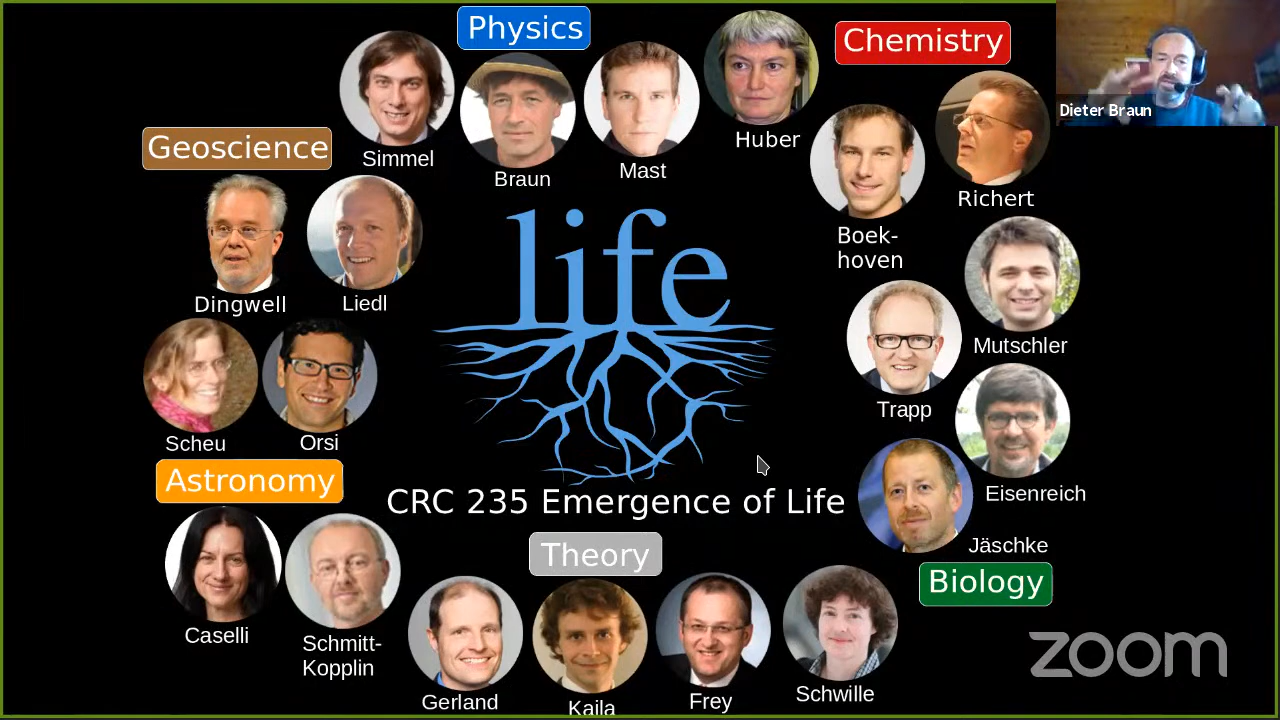 Physics
Chemistry
Dieter Braun
Geoscience
Simmel
Braun
Mast
Huber
Richert
Boek-
hoven
Dingwell
Liedl
life
Mutschler
Trapp
Scheu
Orsi
Astronomy
CRC 235 Emergence of Life
Eisenreich
Jäschke
Theory
Biology
Caselli
Schmitt-
Kopplin
Gerland
Kaila
Frey
Schwille
zoom